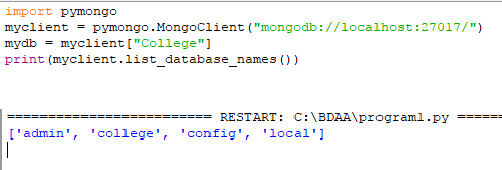 import pymongo
myclient = pymongo.MongoClient("mongodb://localhost:27017/")
mydb = myclient["College"]
print(myclient.list_database_names())
========================= RESTART: C:\BDAA\program1.py ======
['admin', 'college', 'config', 'local']